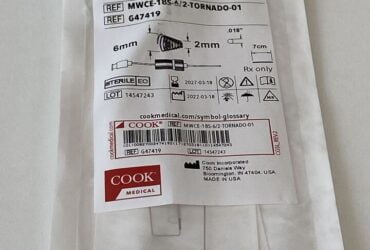 REF MWCE-18S-6/2-TORNADO-01
REF G47419
.018"
6mm
2mm
7cm
Rx only
STERILE EO
2027-03-18
LOT 14547243
2022-03-18
cookmedical.com/symbol-glossary
COOK
REF MWCE-18S-6/2-TORNADO-01
REF G47419
LOT 14547243
Cook Incorporated
750 Daniels Way
Bloomington, IN 47404, USA
MADE IN USA
COOK
MEDICAL